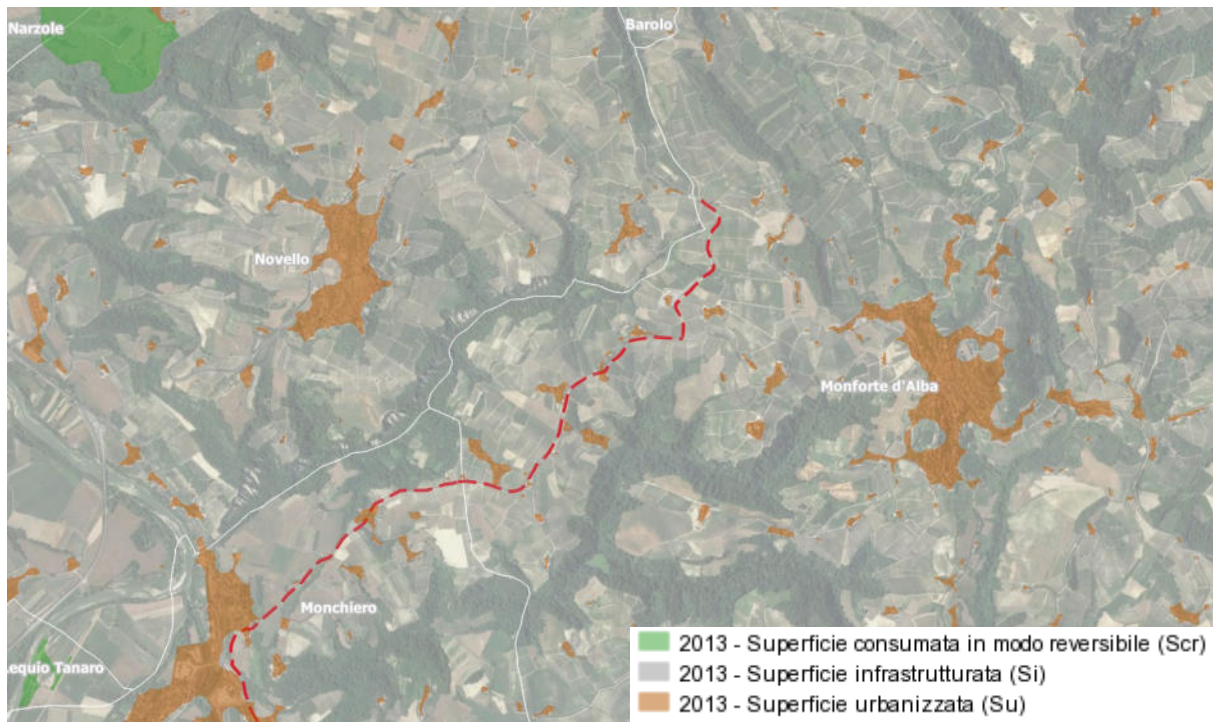 Narzole
Barolo
Novello
Monforte d'Alba
Monchiero
Lequio Tanaro
2013 - Superficie consumata in modo reversibile (Scr)
2013 - Superficie infrastrutturata (Si)
2013 - Superficie urbanizzata (Su)